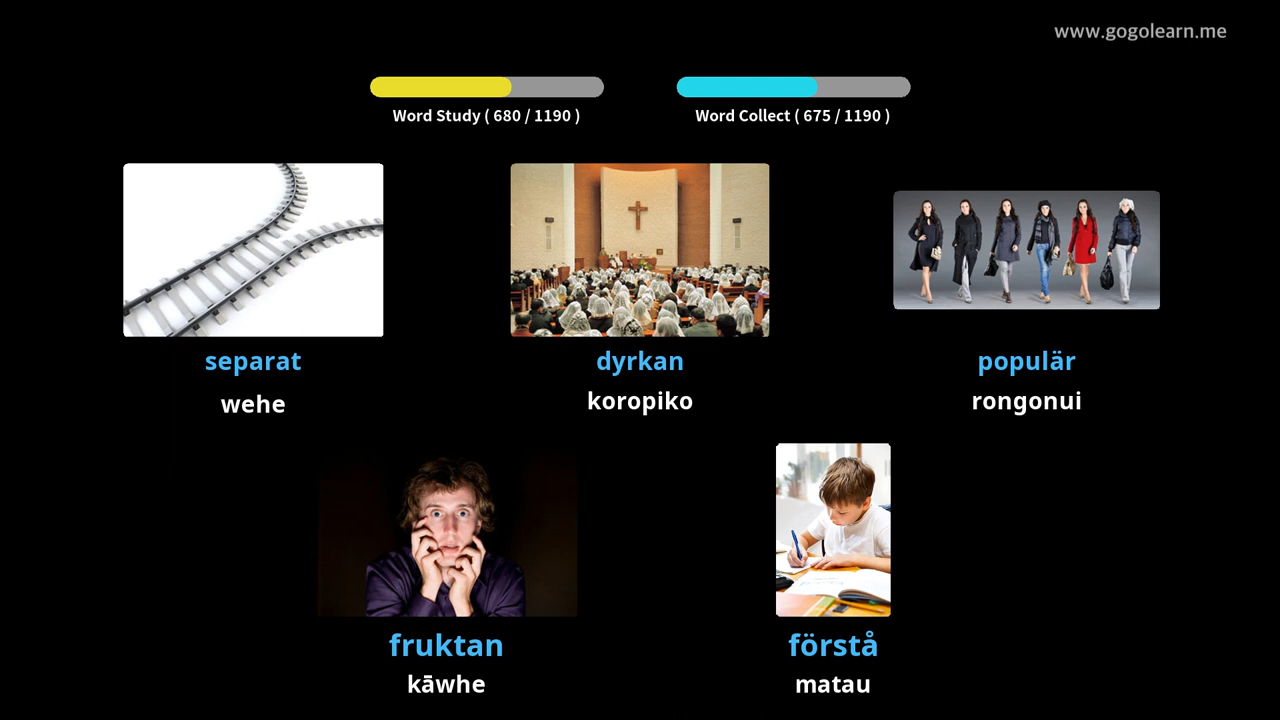 www.gogolearn.me
Word Study ( 680 / 1190 )
Word Collect ( 675 / 1190 )
separat
dyrkan
populär
wehe
koropiko
rongonui
fruktan
förstå
kāwhe
matau